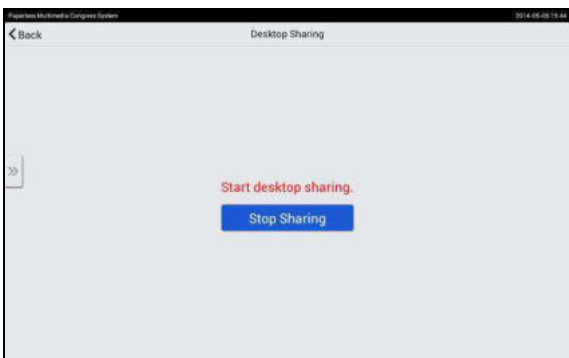 Paperless Multimedia Congress System 2014-05-05 15:44
Back Desktop Sharing
Start desktop sharing.
Stop Sharing